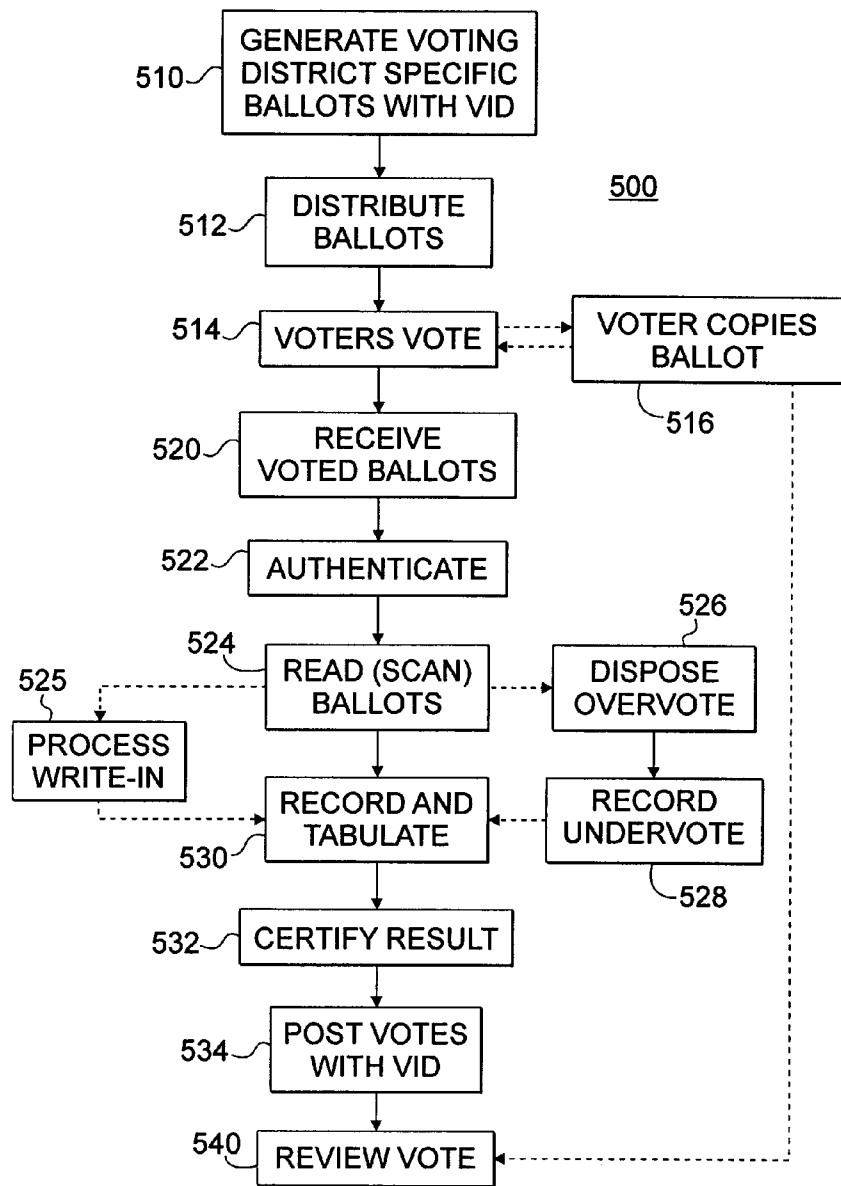 510
GENERATE VOTING
DISTRICT SPECIFIC
BALLOTS WITH VID
500
512
DISTRIBUTE
BALLOTS
514
VOTERS VOTE
VOTER COPIES
BALLOT
516
520
RECEIVE
VOTED BALLOTS
522
AUTHENTICATE
524
READ (SCAN)
BALLOTS
526
DISPOSE
OVERVOTE
525
PROCESS
WRITE-IN
530
RECORD AND
TABULATE
RECORD
UNDERVOTE
528
532
CERTIFY RESULT
534
POST VOTES
WITH VID
540
REVIEW VOTE